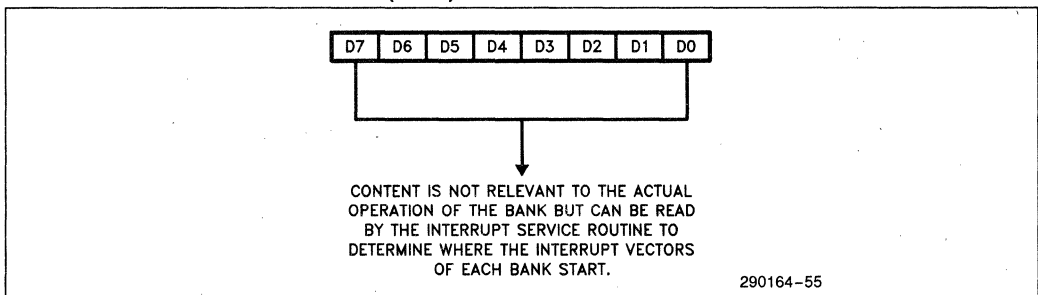 D7 D6 D5 D4 D3 D2 D1 D0
CONTENT IS NOT RELEVANT TO THE ACTUAL
OPERATION OF THE BANK BUT CAN BE READ
BY THE INTERRUPT SERVICE ROUTINE TO
DETERMINE WHERE THE INTERRUPT VECTORS
OF EACH BANK START.
290164-55